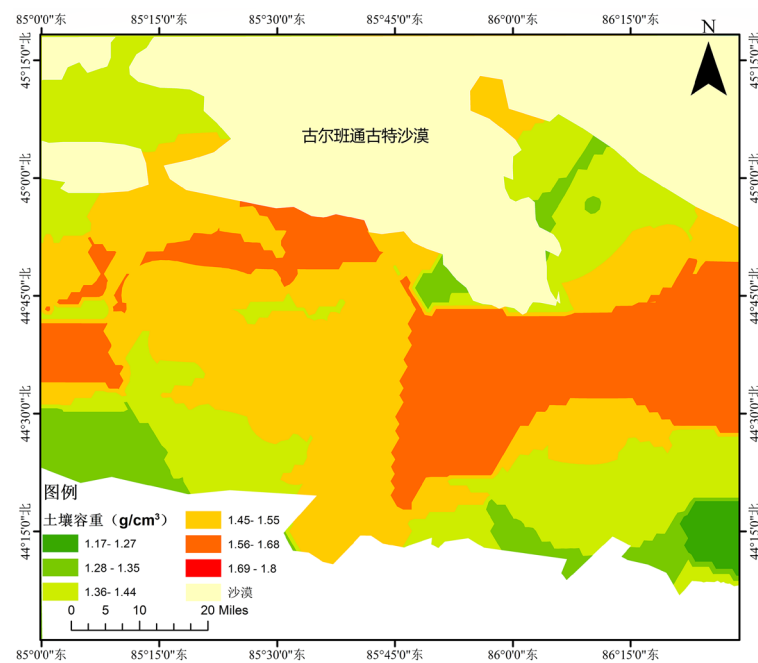 85°0'0"东 85°15'0"东 85°30'0"东 85°45'0"东 86°0'0"东 86°15'0"东
N
45°15'0"北 45°15'0"北
古尔班通古特沙漠
45°0'0"北 45°0'0"北
44°45'0"北 44°45'0"北
44°30'0"北 44°30'0"北
44°15'0"北 44°15'0"北
图例
土壤容重（g/cm³）
1.17- 1.27
1.28 - 1.35
1.36- 1.44
1.45- 1.55
1.56- 1.68
1.69 - 1.8
沙漠
0 5 10 20 Miles
85°0'0"东 85°15'0"东 85°30'0"东 85°45'0"东 86°0'0"东 86°15'0"东